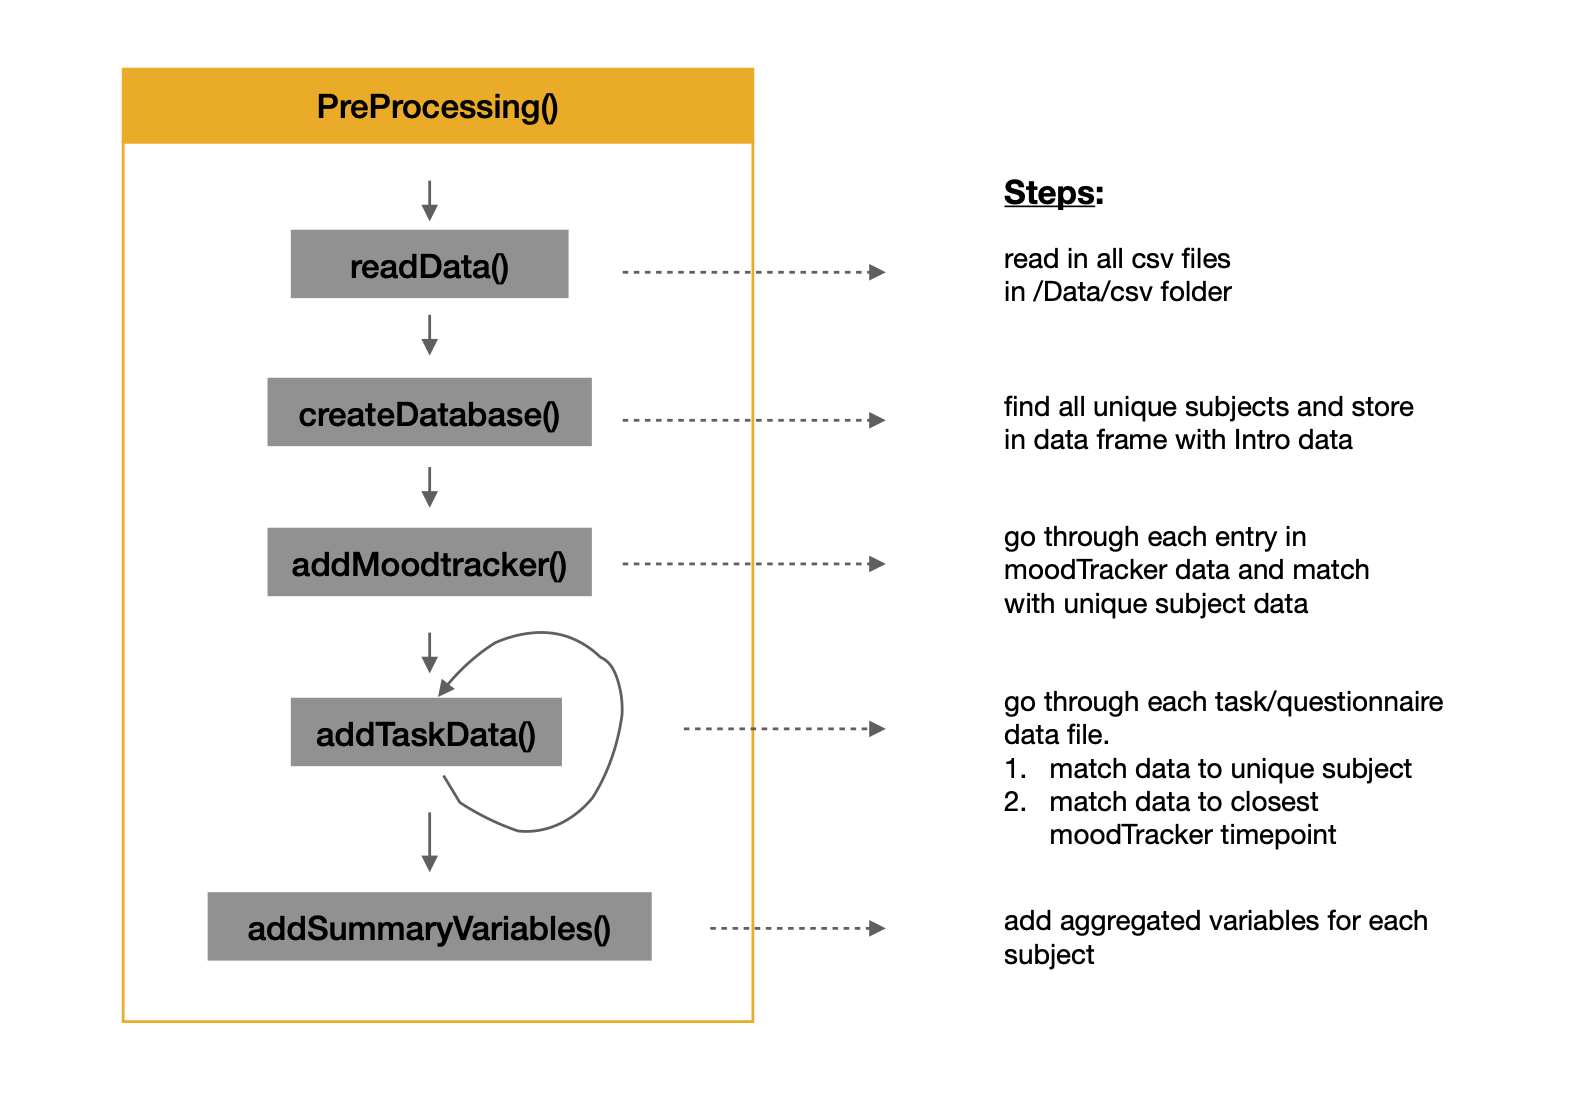 PreProcessing()
Steps:
readData()
read in all csv files
in /Data/csv folder
createDatabase()
find all unique subjects and store
in data frame with Intro data
addMoodtracker()
go through each entry in
moodTracker data and match
with unique subject data
addTaskData()
go through each task/questionnaire
data file.
1. match data to unique subject
2. match data to closest
moodTracker timepoint
addSummaryVariables()
add aggregated variables for each
subject